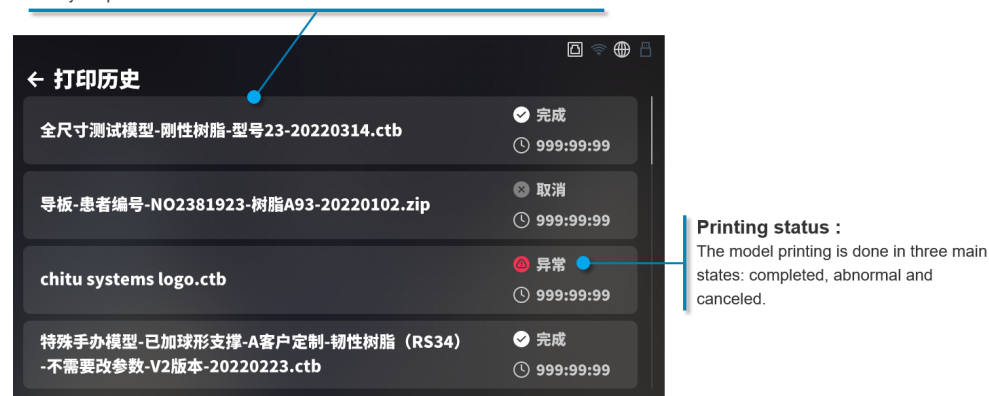 ← 打印历史
全尺寸测试模型-刚性树脂-型号23-20220314.ctb
完成
999:99:99
导板-患者编号-NO2381923-树脂A93-20220102.zip
取消
999:99:99
chitu systems logo.ctb
异常
999:99:99
特殊手办模型-已加球形支撑-A客户定制-韧性树脂（RS34）
-不需要改参数-V2版本-20220223.ctb
完成
999:99:99
Printing status :
The model printing is done in three main
states: completed, abnormal and
canceled.